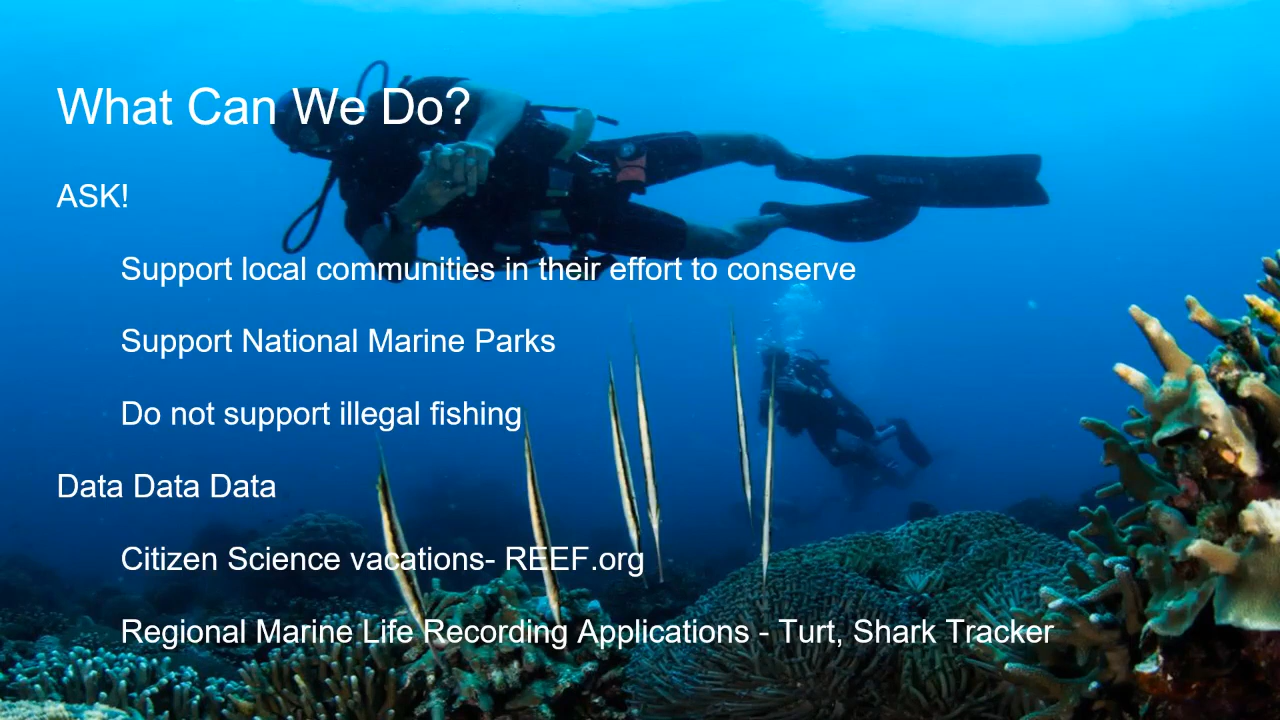 What Can We Do?
ASK!
Support local communities in their effort to conserve
Support National Marine Parks
Do not support illegal fishing
Data Data Data
Citizen Science vacations- REEF.org
Regional Marine Life Recording Applications - Turt, Shark Tracker